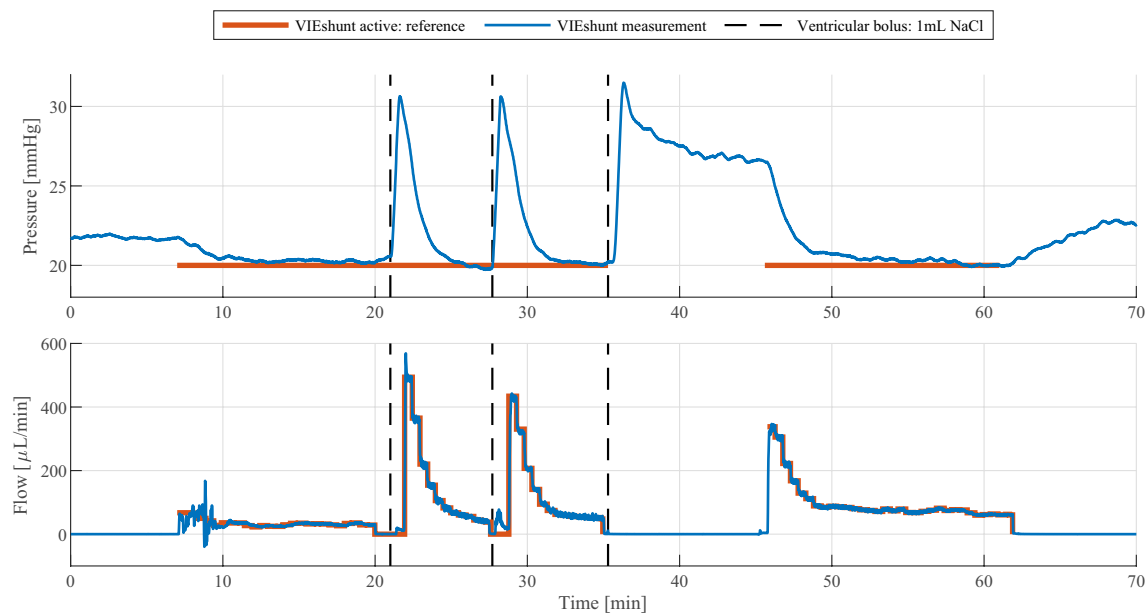 VIEshunt active: reference VIEshunt measurement Ventricular bolus: 1mL NaCl
Pressure [mmHg]
30
25
20
0 10 20 30 40 50 60 70
Flow [ μL/min]
600
400
200
0
0 10 20 30 40 50 60 70
Time [min]